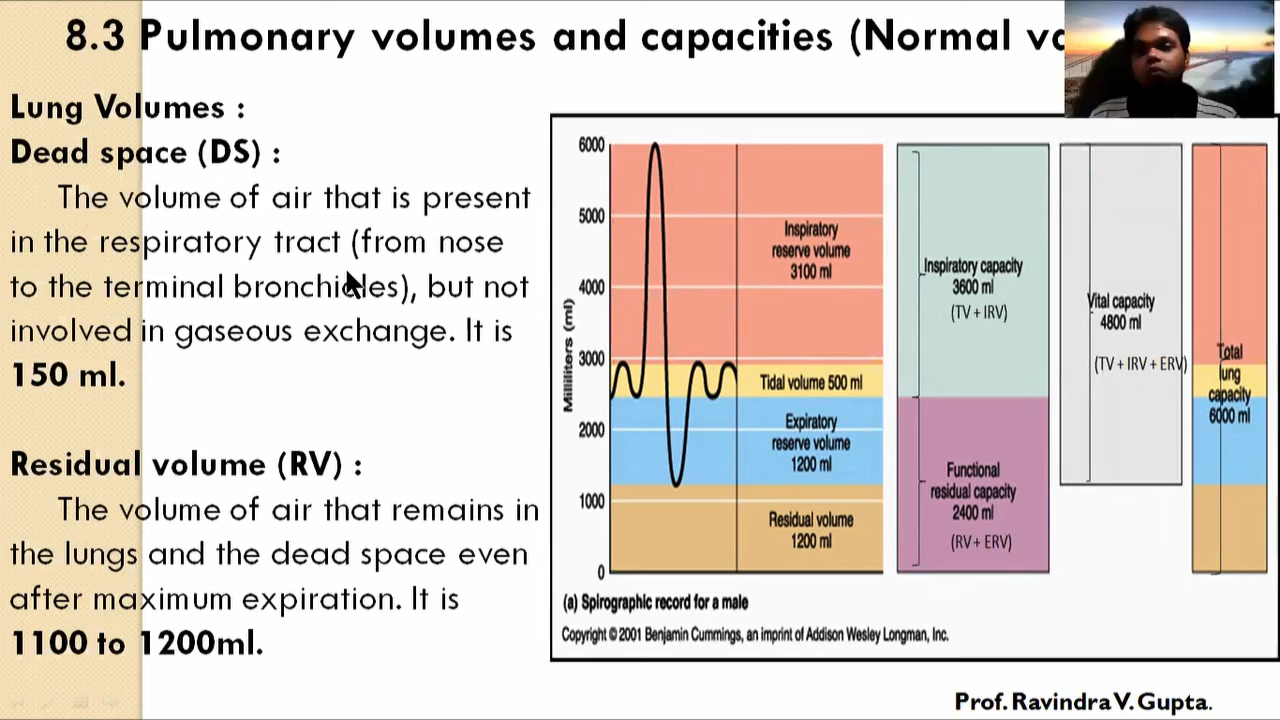 8.3 Pulmonary volumes and capacities (Normal
Lung Volumes :
Dead space (DS) :
The volume of air that is present
in the respiratory tract (from nose
to the terminal bronchioles), but not
involved in gaseous exchange. It is
150 ml.
Residual volume (RV) :
The volume of air that remains in
the lungs and the dead space even
after maximum expiration. It is
1100 to 1200ml.
Milliliters (ml)
6000
5000
4000
3000
2000
1000
0
Inspiratory
reserve volume
3100 ml
Tidal volume 500 ml
Expiratory
reserve volume
1200 ml
Residual volume
1200 ml
Inspiratory capacity
3600 ml
(TV + IRV)
Functional
residual capacity
2400 ml
(RV + ERV)
Vital capacity
4800 ml
(TV + IRV + ERV)
Total
lung
capacity
6000 ml
(a) Spirographic record for a male
Copyright © 2001 Benjamin Cummings, an imprint of Addison Wesley Longman, Inc.
Prof. Ravindra V. Gupta.